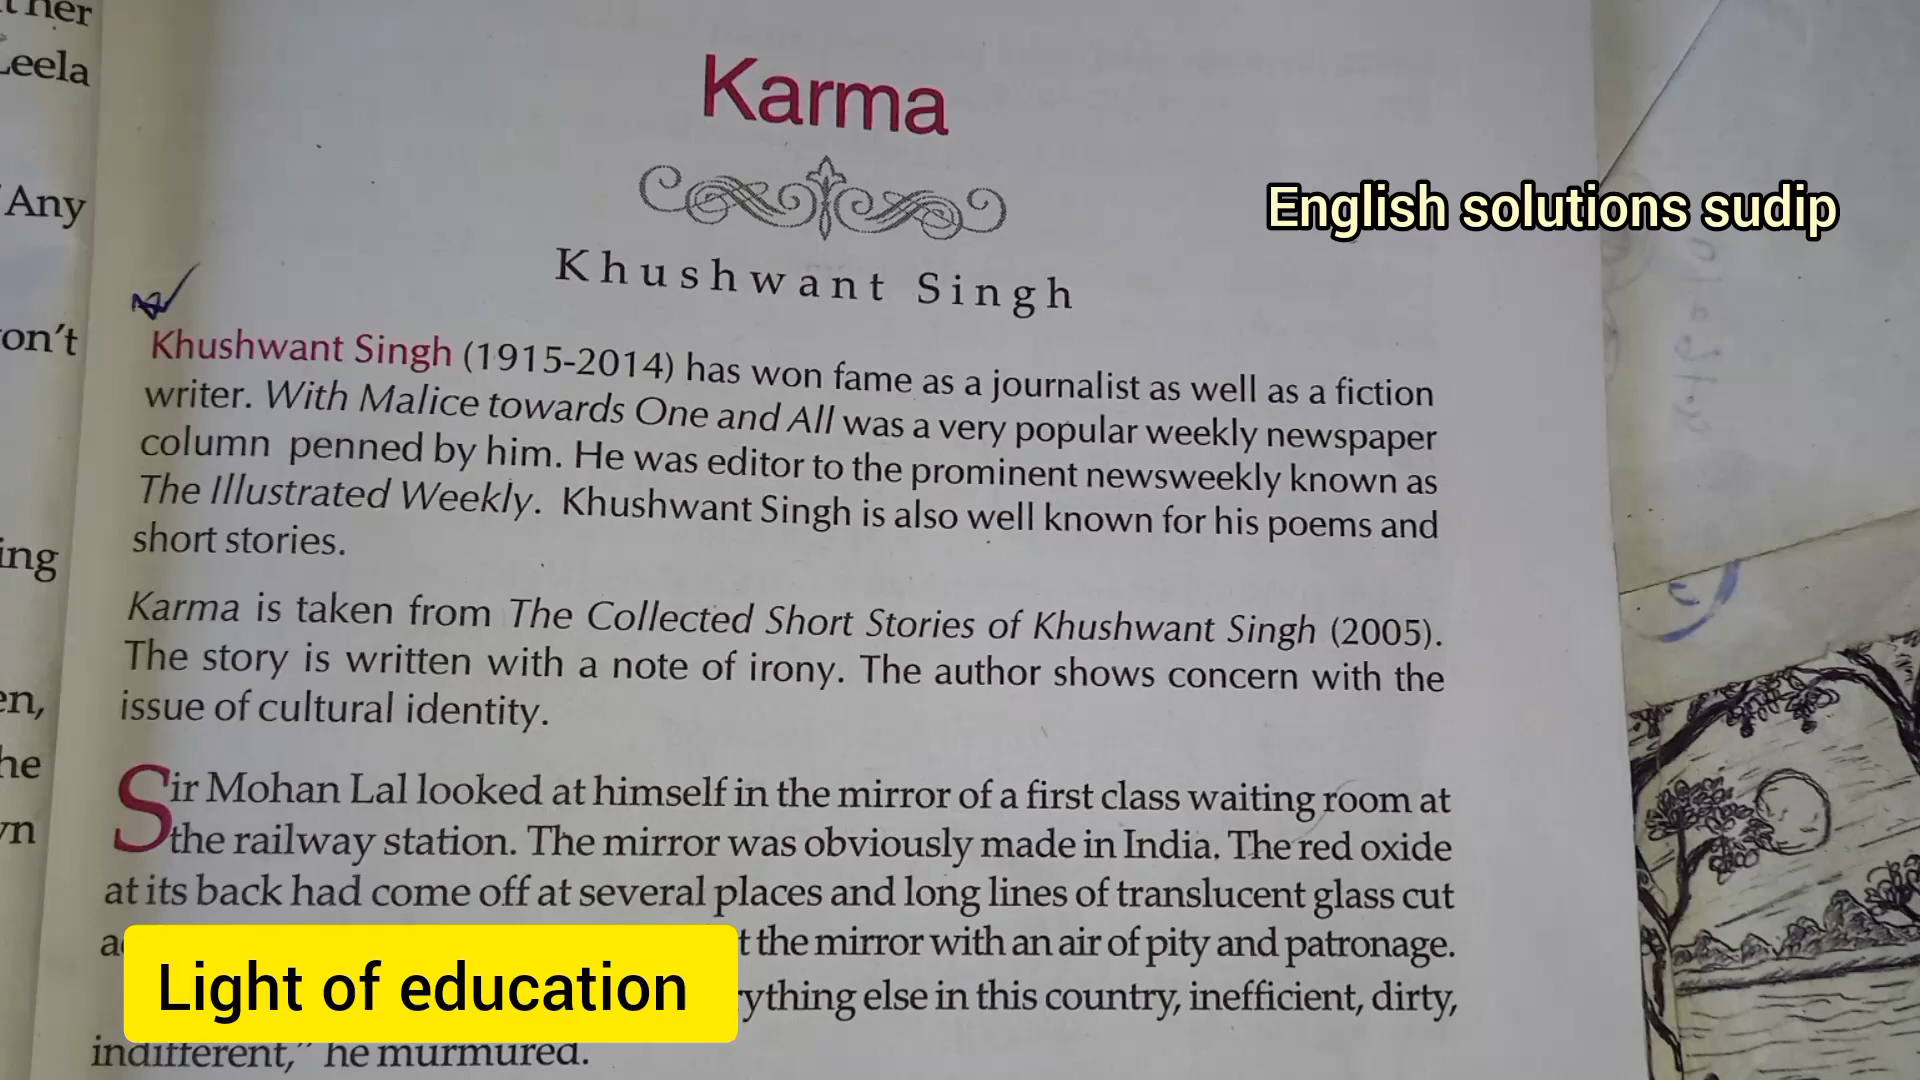 ther
Leela
Any
on't
ing
en,
he
vn
Karma
English solutions sudip
Khushwant Singh
Khushwant Singh (1915-2014) has won fame as a journalist as well as a fiction
writer. With Malice towards One and All was a very popular weekly newspaper
column penned by him. He was editor to the prominent newsweekly known as
The Illustrated Weekly. Khushwant Singh is also well known for his poems and
short stories.
Karma is taken from The Collected Short Stories of Khushwant Singh (2005).
The story is written with a note of irony. The author shows concern with the
issue of cultural identity.
Sir Mohan Lal looked at himself in the mirror of a first class waiting room at
the railway station. The mirror was obviously made in India. The red oxide
at its back had come off at several places and long lines of translucent glass cut
the mirror with an air of pity and patronage.
ything else in this country, inefficient, dirty,
indifferent," he murmured.
Light of education